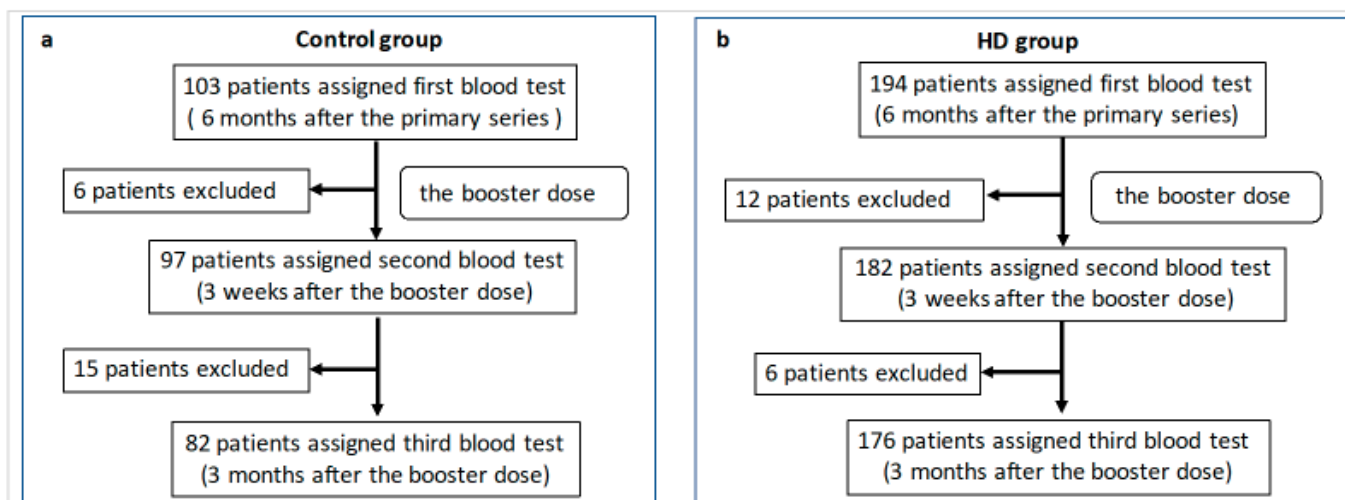 a
Control group
103 patients assigned first blood test
( 6 months after the primary series )
6 patients excluded
the booster dose
97 patients assigned second blood test
(3 weeks after the booster dose)
15 patients excluded
82 patients assigned third blood test
(3 months after the booster dose)
b
HD group
194 patients assigned first blood test
(6 months after the primary series)
12 patients excluded
the booster dose
182 patients assigned second blood test
(3 weeks after the booster dose)
6 patients excluded
176 patients assigned third blood test
(3 months after the booster dose)